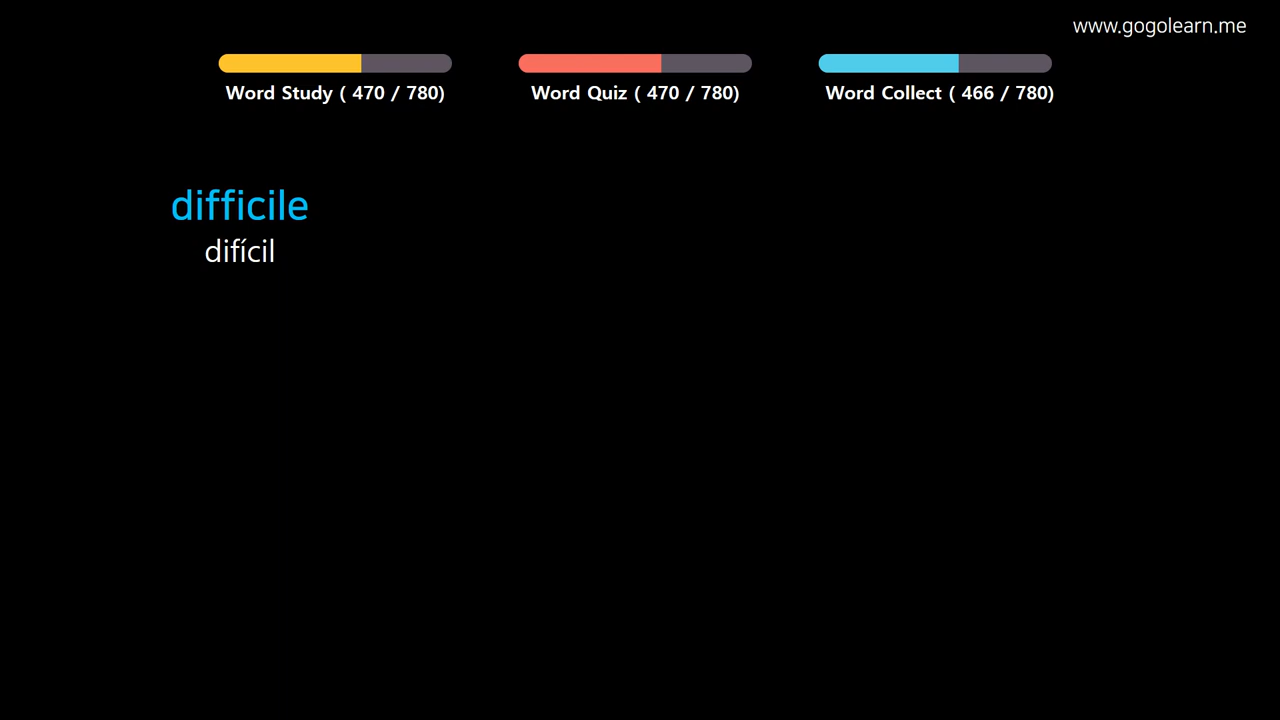 www.gogolearn.me
Word Study ( 470 / 780)
Word Quiz ( 470 / 780)
Word Collect ( 466 / 780)
difficile
difícil